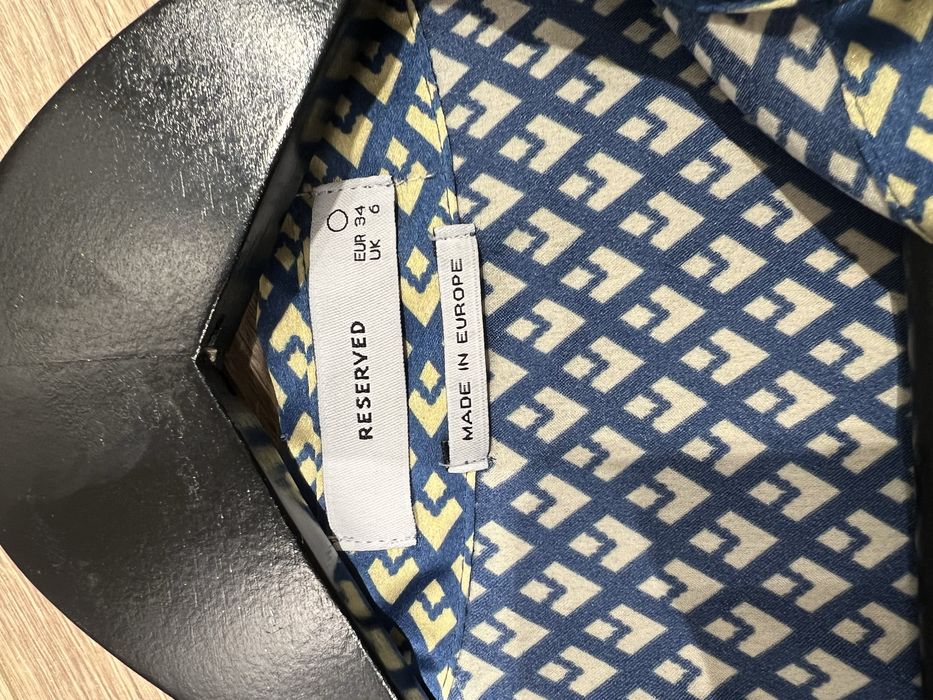 RESERVED
EUR 34
UK 6
MADE IN EUROPE